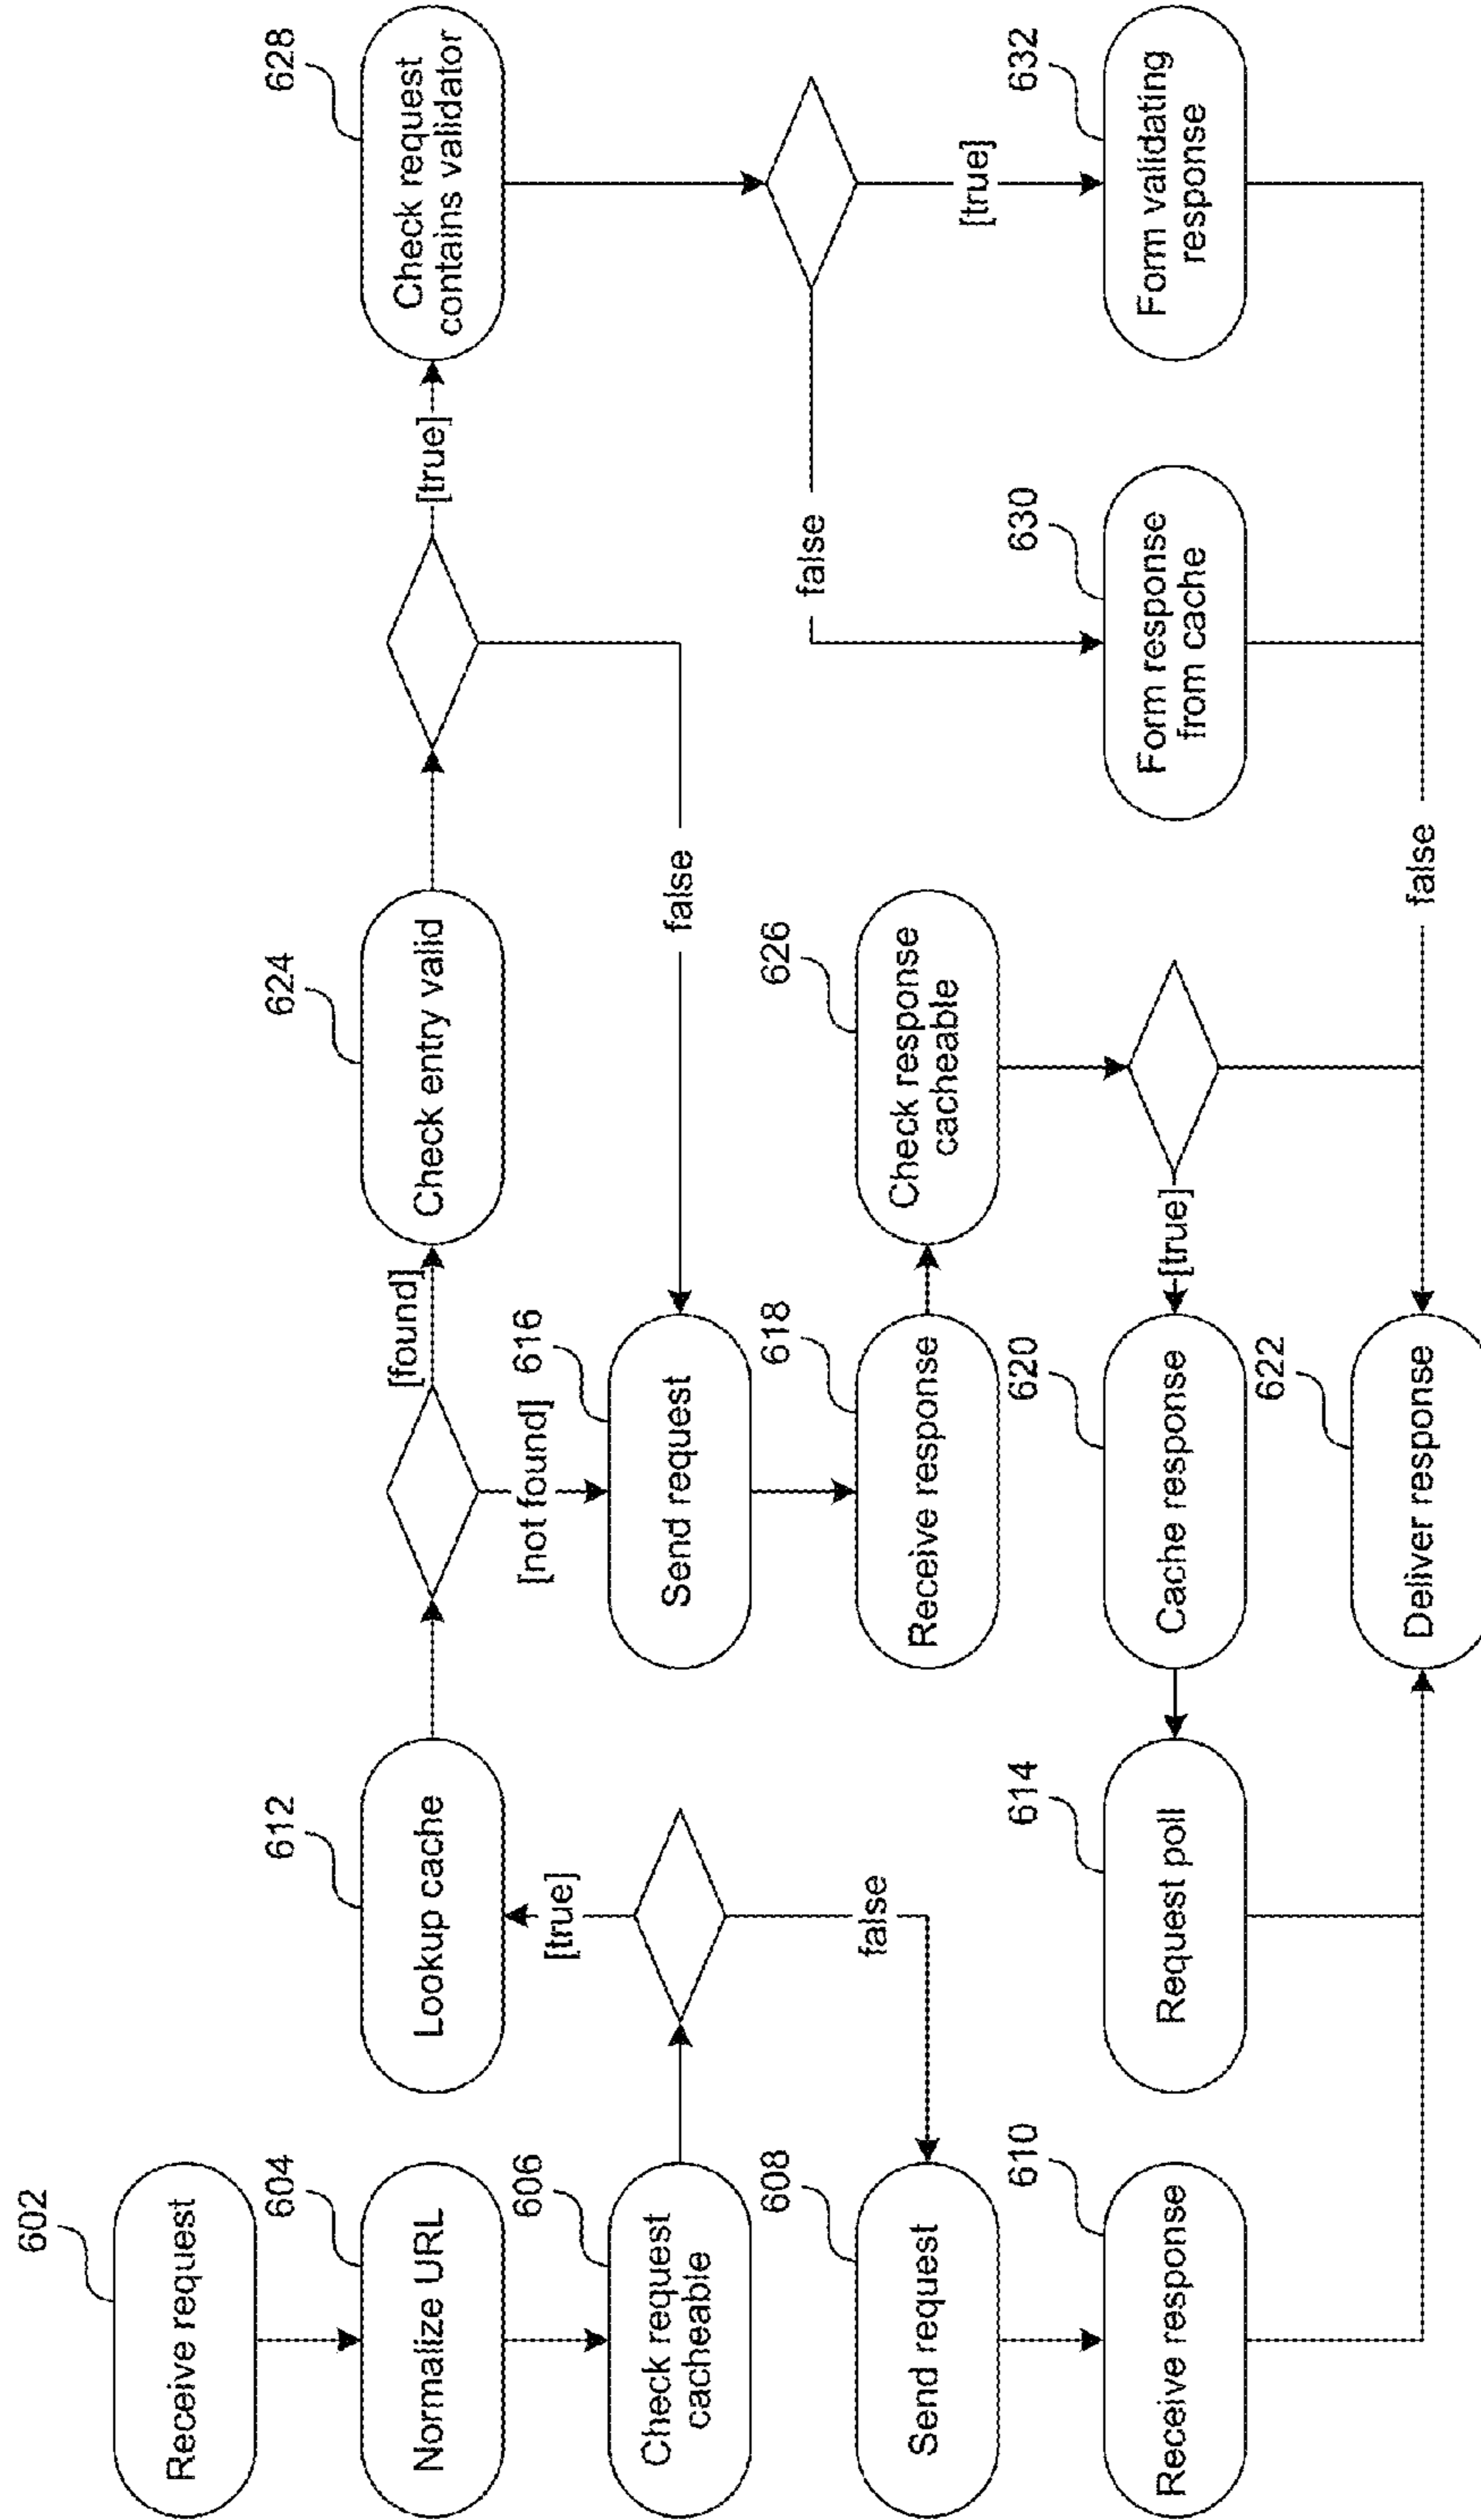 602
Receive request
604
Normalize URL
606
Check request
cacheable
[true]
false
608
Send request
610
Receive response
612
Lookup cache
[found]
[not found]
614
Request poll
616
Send request
618
Receive response
620
Cache response
622
Deliver response
624
Check entry valid
[true]
false
626
Check response
cacheable
[true]
false
628
Check request
contains validator
[true]
false
630
Form response
from cache
632
Form validating
response